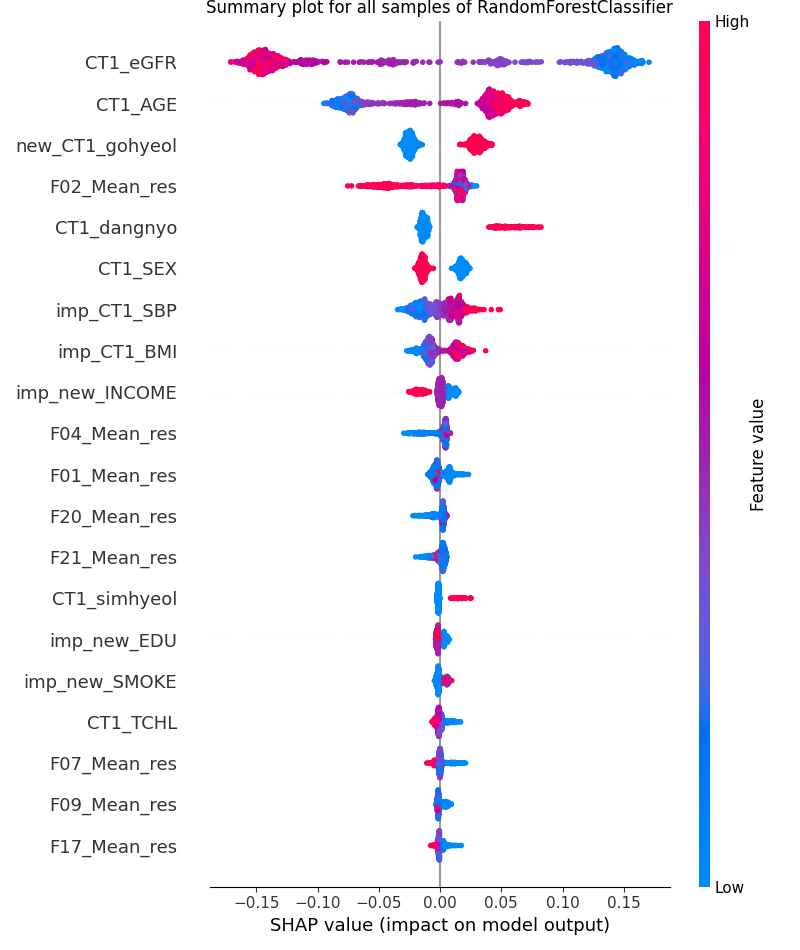 Summary plot for all samples of RandomForestClassifier
High
CT1_eGFR
CT1_AGE
new_CT1_gohyeol
F02_Mean_res
CT1_dangnyo
CT1_SEX
imp_CT1_SBP
imp_CT1_BMI
imp_new_INCOME
F04_Mean_res
F01_Mean_res
F20_Mean_res
F21_Mean_res
CT1_simhyeol
imp_new_EDU
imp_new_SMOKE
CT1_TCHL
F07_Mean_res
F09_Mean_res
F17_Mean_res
Feature value
Low
−0.15 −0.10 −0.05 0.00 0.05 0.10 0.15
SHAP value (impact on model output)